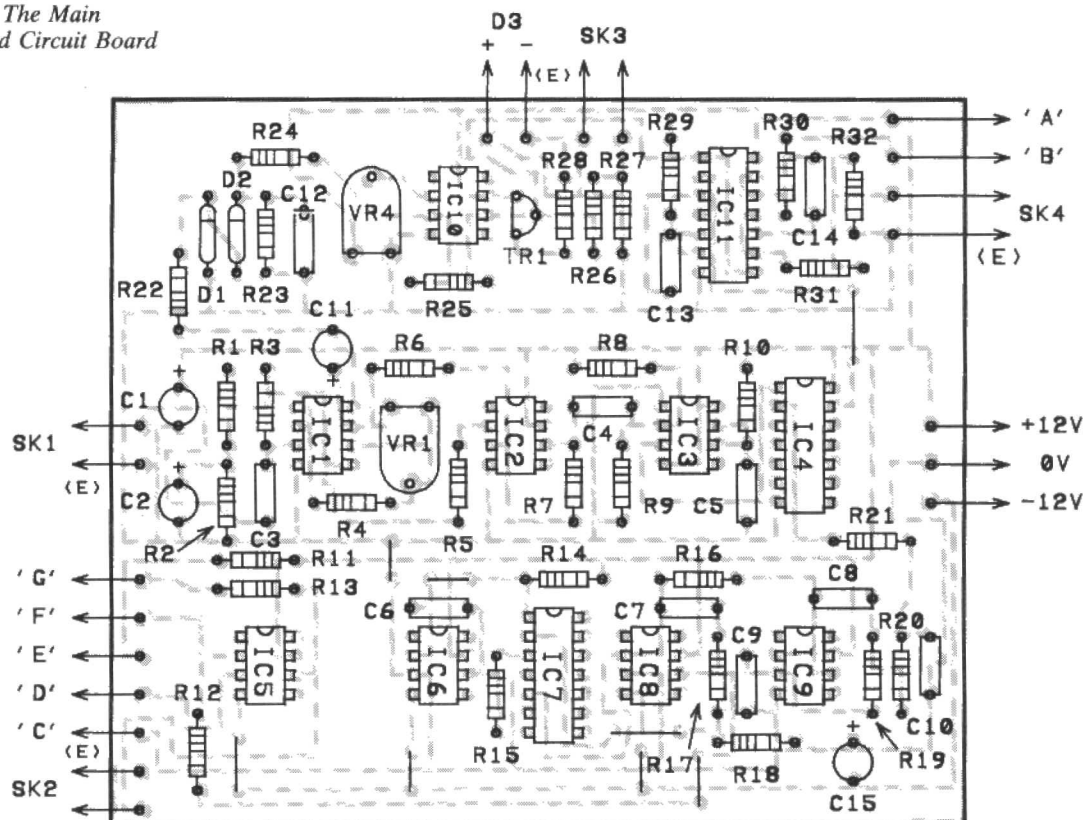 The Main
d Circuit Board
D3
+ -
(E)
SK3
'A'
'B'
SK4
(E)
R24
D2
C12
VR4
IC10
R28 R27
R29
R30
R32
IC11
TR1
C14
R22
D1
R23
R25
R26
C13
R31
C11
R1 R3
R6
R8
R10
+
C1
+
SK1
(E)
IC1
VR1
IC2
C4
IC3
IC4
+12V
0V
-12V
+
C2
R2
C3
R4
R5
R7
R9
C5
R21
'G'
'F'
'E'
'D'
'C'
(E)
SK2
R11
R13
R14
R16
C8
C6
C7
C9
R20
IC5
IC6
IC7
IC8
IC9
R12
R15
R17
R18
+
C15
C10
R19